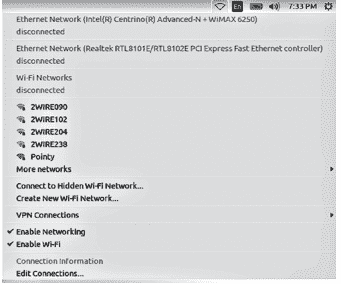 En 7:33 PM
Ethernet Network (Intel(R) Centrino(R) Advanced-N + WiMAX 6250)
disconnected
Ethernet Network (Realtek RTL8101E/RTL8102E PCI Express Fast Ethernet controller)
disconnected
Wi-Fi Networks
disconnected
2WIRE090
2WIRE102
2WIRE204
2WIRE238
Pointy
More networks
Connect to Hidden Wi-Fi Network...
Create New Wi-Fi Network...
VPN Connections
Enable Networking
Enable Wi-Fi
Connection Information
Edit Connections...